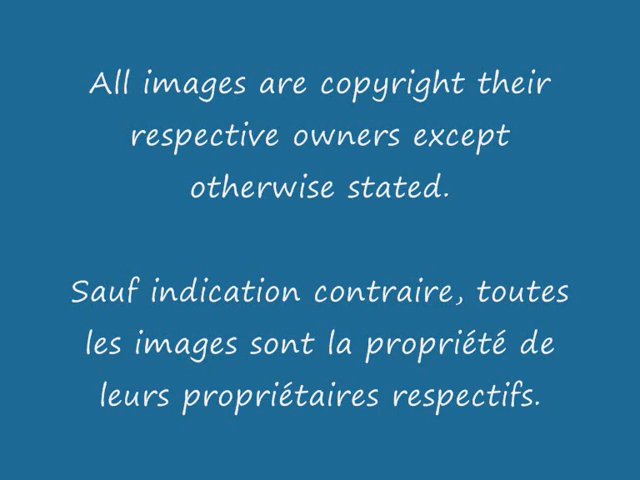 All images are copyright their
respective owners except
otherwise stated.
Sauf indication contraire, toutes
les images sont la propriété de
leurs propriétaires respectifs.